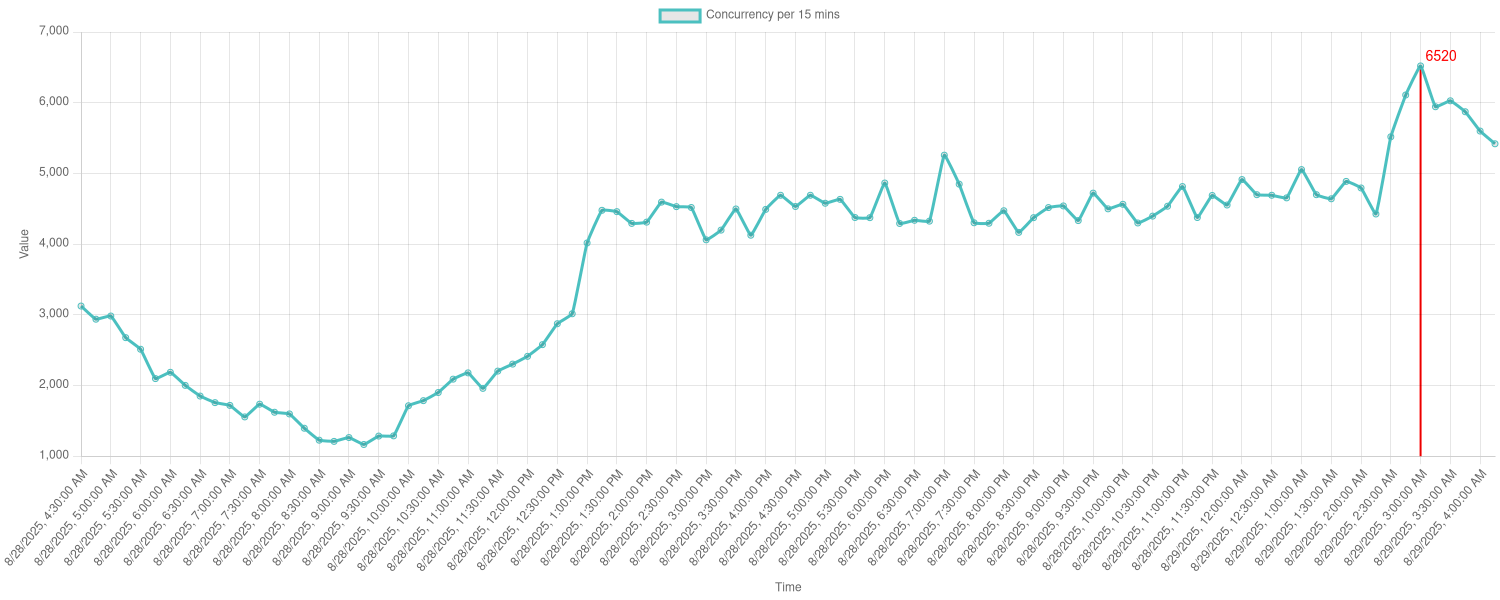 Concurrency per 15 mins
7,000
6520
6,000
5,000
4,000
Value
3,000
2,000
1,000
8/28/2025, 4:30:00 AM
8/28/2025, 5:00:00 AM
8/28/2025, 5:30:00 AM
8/28/2025, 6:00:00 AM
8/28/2025, 6:30:00 AM
8/28/2025, 7:00:00 AM
8/28/2025, 7:30:00 AM
8/28/2025, 8:00:00 AM
8/28/2025, 8:30:00 AM
8/28/2025, 9:00:00 AM
8/28/2025, 9:30:00 AM
8/28/2025, 10:00:00 AM
8/28/2025, 10:30:00 AM
8/28/2025, 11:00:00 AM
8/28/2025, 11:30:00 AM
8/28/2025, 12:00:00 PM
8/28/2025, 12:30:00 PM
8/28/2025, 1:00:00 PM
8/28/2025, 1:30:00 PM
8/28/2025, 2:00:00 PM
8/28/2025, 2:30:00 PM
8/28/2025, 3:00:00 PM
8/28/2025, 3:30:00 PM
8/28/2025, 4:00:00 PM
8/28/2025, 4:30:00 PM
8/28/2025, 5:00:00 PM
8/28/2025, 5:30:00 PM
8/28/2025, 6:00:00 PM
8/28/2025, 6:30:00 PM
8/28/2025, 7:00:00 PM
8/28/2025, 7:30:00 PM
8/28/2025, 8:00:00 PM
8/28/2025, 8:30:00 PM
8/28/2025, 9:00:00 PM
8/28/2025, 9:30:00 PM
8/28/2025, 10:00:00 PM
8/28/2025, 10:30:00 PM
8/28/2025, 11:00:00 PM
8/28/2025, 11:30:00 PM
8/29/2025, 12:00:00 AM
8/29/2025, 12:30:00 AM
8/29/2025, 1:00:00 AM
8/29/2025, 1:30:00 AM
8/29/2025, 2:00:00 AM
8/29/2025, 2:30:00 AM
8/29/2025, 3:00:00 AM
8/29/2025, 3:30:00 AM
8/29/2025, 4:00:00 AM
Time